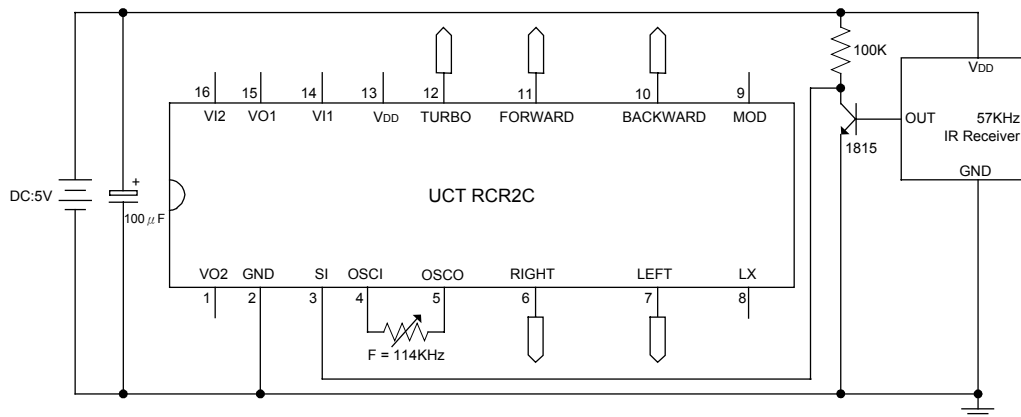 100K
16 15 14 13 12 11 10 9
VI2 VO1 VI1 VDD TURBO FORWARD BACKWARD MOD
VDD
OUT 57KHz
IR Receiver
GND
1815
DC:5V
+
100μF
UCT RCR2C
VO2 GND SI OSCI OSCO RIGHT LEFT LX
1 2 3 4 5 6 7 8
F = 114KHz